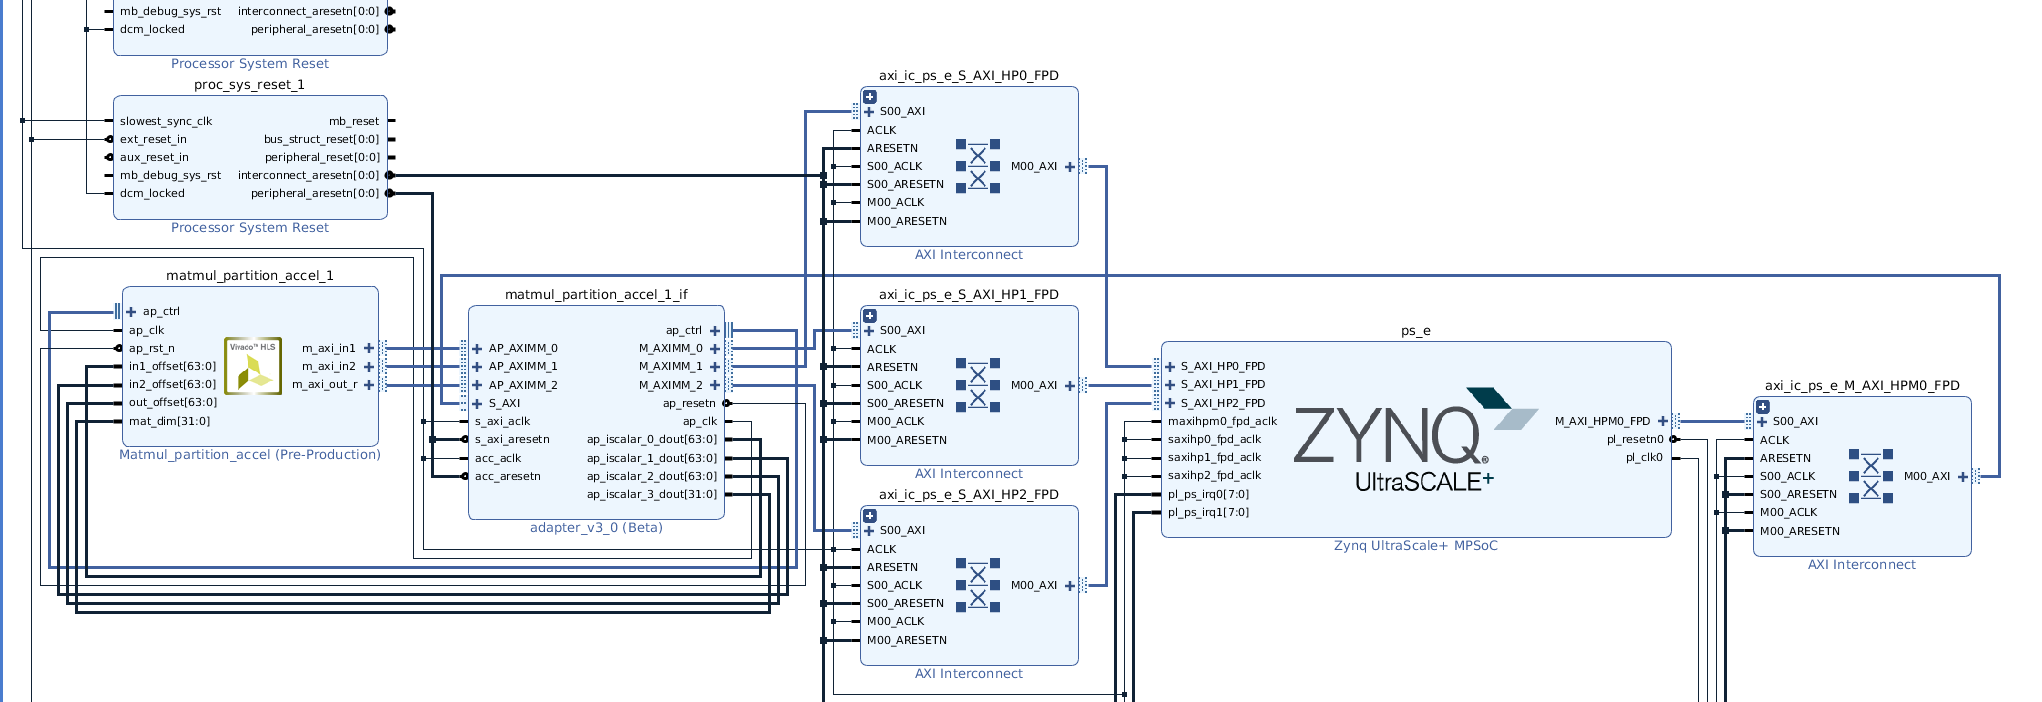 mb_debug_sys_rst interconnect_aresetn[0:0]
dcm_locked peripheral_aresetn[0:0]
Processor System Reset
proc_sys_reset_1
slowest_sync_clk mb_reset
ext_reset_in bus_struct_reset[0:0]
aux_reset_in peripheral_reset[0:0]
mb_debug_sys_rst interconnect_aresetn[0:0]
dcm_locked peripheral_aresetn[0:0]
Processor System Reset
matmul_partition_accel_1
ap_ctrl
ap_clk
ap_rst_n m_axi_in1
in1_offset[63:0] m_axi_in2
in2_offset[63:0] m_axi_out_r
out_offset[63:0]
mat_dim[31:0]
Vivado™ HLS
Matmul_partition_accel (Pre-Production)
matmul_partition_accel_1_if
ap_ctrl
AP_AXIMM_0 M_AXIMM_0
AP_AXIMM_1 M_AXIMM_1
AP_AXIMM_2 M_AXIMM_2
S_AXI ap_resetn
s_axi_aclk ap_clk
s_axi_aresetn ap_iscalar_0_dout[63:0]
acc_aclk ap_iscalar_1_dout[63:0]
acc_aresetn ap_iscalar_2_dout[63:0]
ap_iscalar_3_dout[31:0]
adapter_v3_0 (Beta)
axi_ic_ps_e_S_AXI_HP0_FPD
S00_AXI
ACLK
ARESETN
S00_ACLK M00_AXI
S00_ARESETN
M00_ACLK
M00_ARESETN
AXI Interconnect
axi_ic_ps_e_S_AXI_HP1_FPD
S00_AXI
ACLK
ARESETN
S00_ACLK M00_AXI
S00_ARESETN
M00_ACLK
M00_ARESETN
AXI Interconnect
axi_ic_ps_e_S_AXI_HP2_FPD
S00_AXI
ACLK
ARESETN
S00_ACLK M00_AXI
S00_ARESETN
M00_ACLK
M00_ARESETN
AXI Interconnect
ps_e
S_AXI_HP0_FPD
S_AXI_HP1_FPD
S_AXI_HP2_FPD
maxihpm0_fpd_aclk M_AXI_HPM0_FPD
saxihp0_fpd_aclk pl_resetn0
saxihp1_fpd_aclk pl_clk0
saxihp2_fpd_aclk
pl_ps_irq0[7:0]
pl_ps_irq1[7:0]
ZYNQ®
UltraSCALE+
Zynq UltraScale+ MPSoC
axi_ic_ps_e_M_AXI_HPM0_FPD
S00_AXI
ACLK
ARESETN
S00_ACLK M00_AXI
S00_ARESETN
M00_ACLK
M00_ARESETN
AXI Interconnect